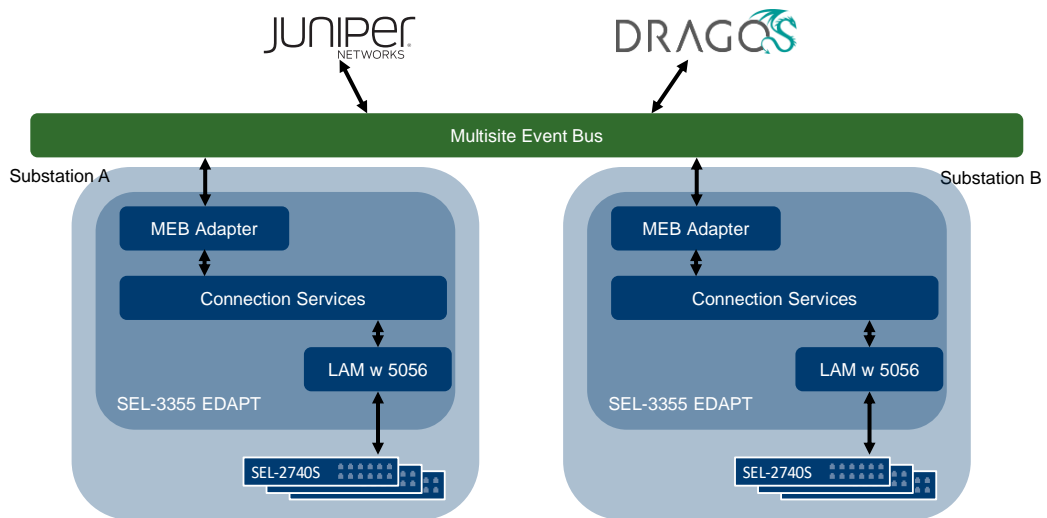 JUNIPER
NETWORKS
DRAGOS
Multisite Event Bus
Substation A
Substation B
MEB Adapter
Connection Services
LAM w 5056
SEL-3355 EDAPT
SEL-2740S
MEB Adapter
Connection Services
LAM w 5056
SEL-3355 EDAPT
SEL-2740S